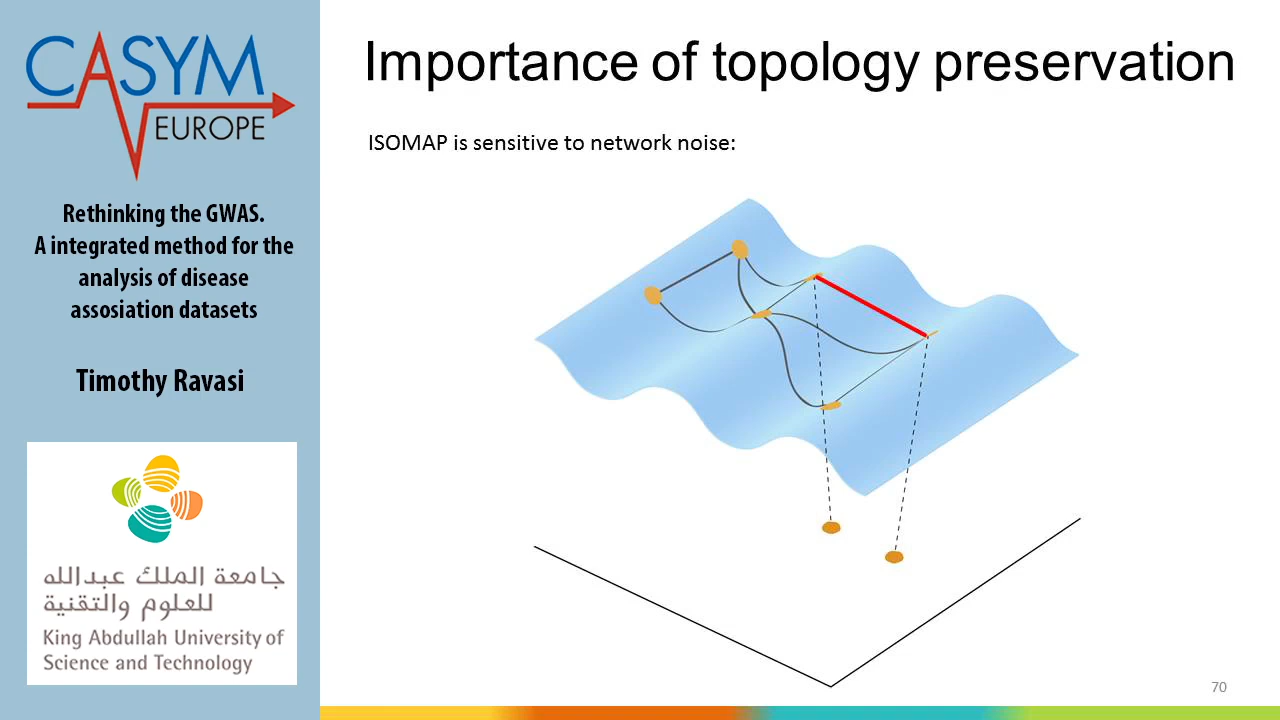 CASYM
EUROPE
Rethinking the GWAS.
A integrated method for the
analysis of disease
assosiation datasets
Timothy Ravasi
جامعة الملك عبدالله
للعلوم والتقنية
King Abdullah University of
Science and Technology
Importance of topology preservation
ISOMAP is sensitive to network noise:
70